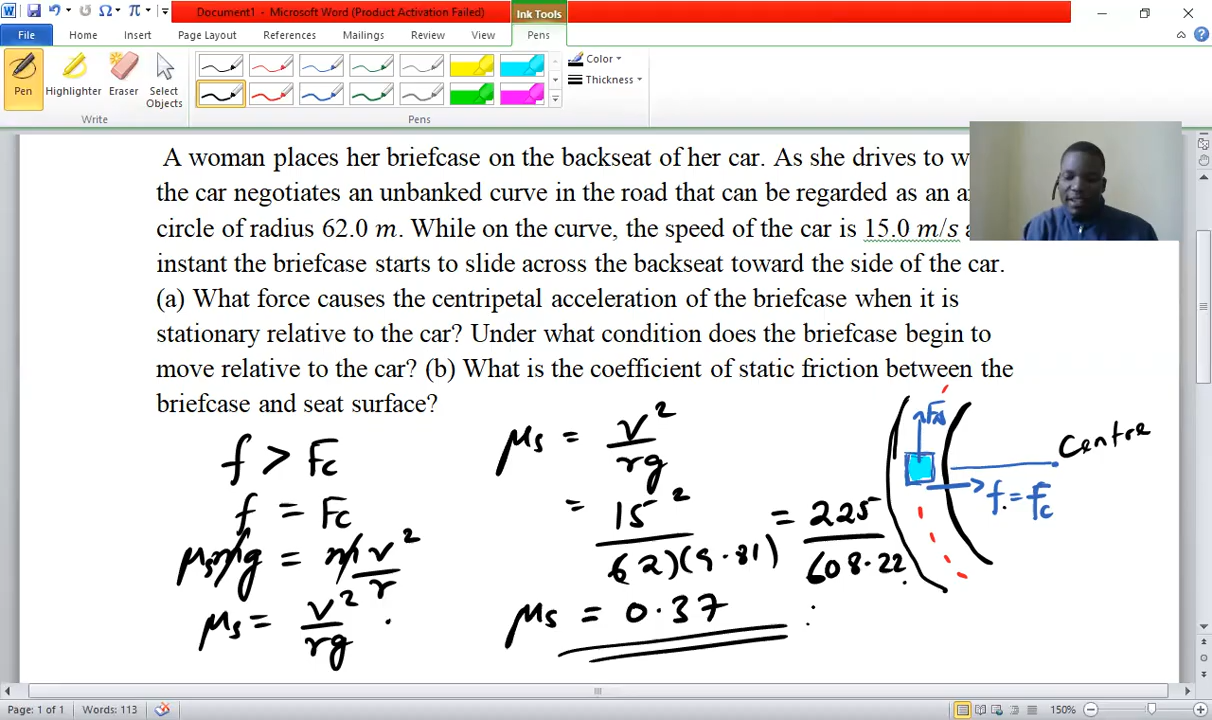 Document1 - Microsoft Word (Product Activation Failed)
Ink Tools
File Home Insert Page Layout References Mailings Review View Pens
Pen Highlighter Eraser Select Objects
Color
Thickness
Write
Pens
A woman places her briefcase on the backseat of her car. As she drives to
the car negotiates an unbanked curve in the road that can be regarded as an
circle of radius 62.0 m. While on the curve, the speed of the car is 15.0 m/s
instant the briefcase starts to slide across the backseat toward the side of the car.
(a) What force causes the centripetal acceleration of the briefcase when it is
stationary relative to the car? Under what condition does the briefcase begin to
move relative to the car? (b) What is the coefficient of static friction between the
briefcase and seat surface?
f > Fc
f = Fc
μsmg = mv²/r
μs = v²/rg
μs = v²/rg
= 15²/(62)(9.81) = 225/608.22
μs = 0.37
Centre
f = Fc
Page: 1 of 1 Words: 113 150%